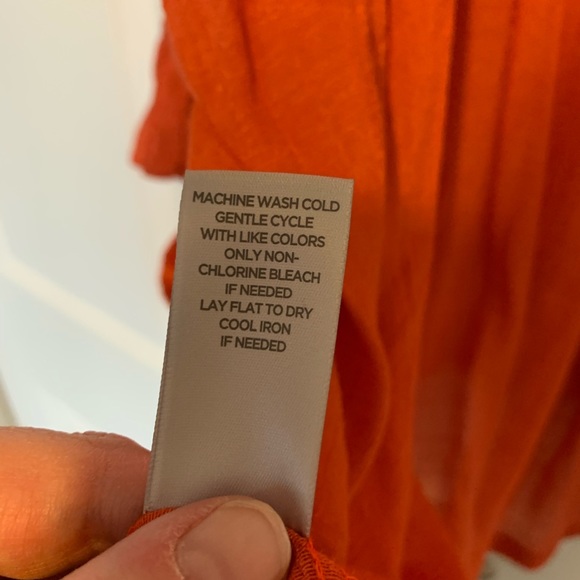 MACHINE WASH COLD
GENTLE CYCLE
WITH LIKE COLORS
ONLY NON-
CHLORINE BLEACH
IF NEEDED
LAY FLAT TO DRY
COOL IRON
IF NEEDED